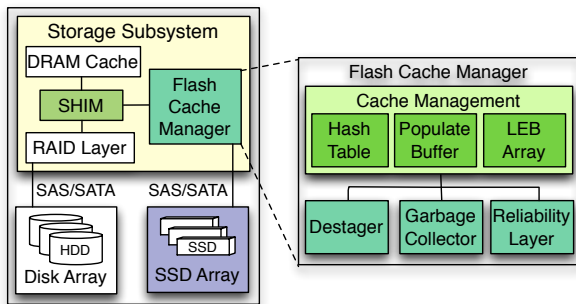 Storage Subsystem
DRAM Cache
SHIM
RAID Layer
Flash
Cache
Manager
SAS/SATA
SAS/SATA
HDD
Disk Array
SSD
SSD Array
Flash Cache Manager
Cache Management
Hash
Table
Populate
Buffer
LEB
Array
Destager
Garbage
Collector
Reliability
Layer